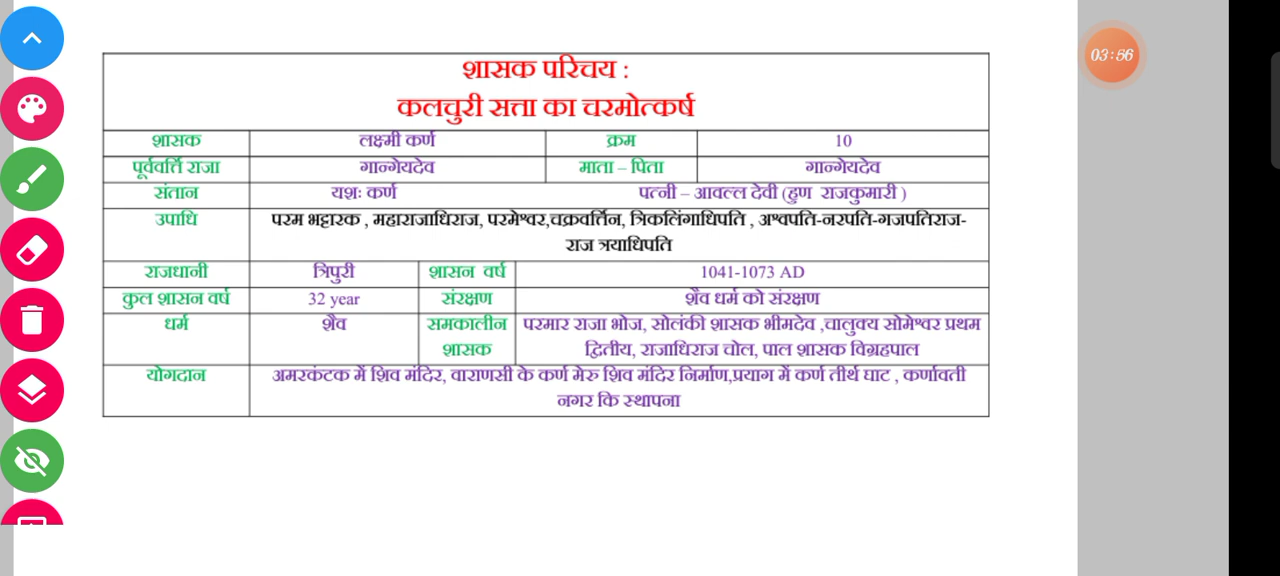 03:56
शासक परिचय :
कलचुरी सत्ता का चरमोत्कर्ष
शासक लक्ष्मी कर्ण क्रम 10
पूर्ववर्त्ति राजा गान्गेयदेव माता – पिता गान्गेयदेव
संतान यशः कर्ण पत्नी – आवल्ल देवी (हुण राजकुमारी )
उपाधि परम भट्टारक , महाराजाधिराज, परमेश्वर,चक्रवर्त्तिन, त्रिकलिंगाधिपति , अश्वपति-नरपति-गजपतिराज-
राज त्रयाधिपति
राजधानी त्रिपुरी शासन वर्ष 1041-1073 AD
कुल शासन वर्ष 32 year संरक्षण शैव धर्म को संरक्षण
धर्म शैव समकालीन परमार राजा भोज, सोलंकी शासक भीमदेव ,चालुक्य सोमेश्वर प्रथम
शासक द्वितीय, राजाधिराज चोल, पाल शासक विग्रहपाल
योगदान अमरकंटक में शिव मंदिर, वाराणसी के कर्ण मेरु शिव मंदिर निर्माण,प्रयाग में कर्ण तीर्थ घाट , कर्णावती
नगर कि स्थापना